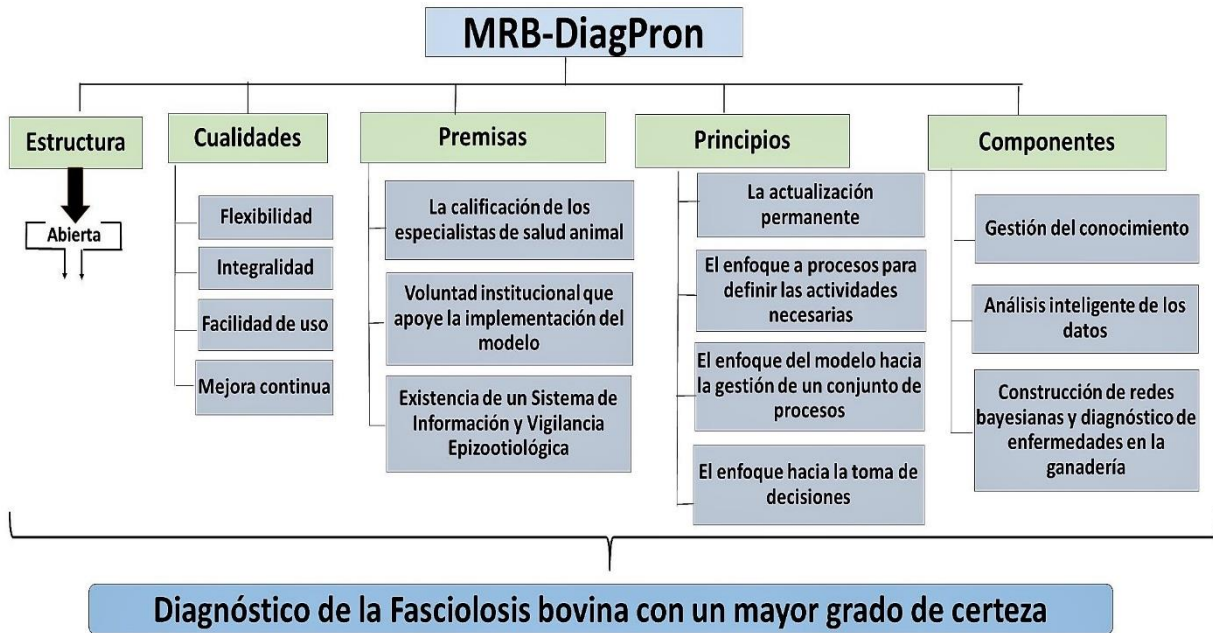 MRB-DiagPron
Estructura
Abierta
Cualidades
Flexibilidad
Integralidad
Facilidad de uso
Mejora continua
Premisas
La calificación de los
especialistas de salud animal
Voluntad institucional que
apoye la implementación del
modelo
Existencia de un Sistema de
Información y Vigilancia
Epizootiológica
Principios
La actualización
permanente
El enfoque a procesos para
definir las actividades
necesarias
El enfoque del modelo hacia
la gestión de un conjunto de
procesos
El enfoque hacia la toma de
decisiones
Componentes
Gestión del conocimiento
Análisis inteligente de los
datos
Construcción de redes
bayesianas y diagnóstico de
enfermedades en la
ganadería
Diagnóstico de la Fasciolosis bovina con un mayor grado de certeza